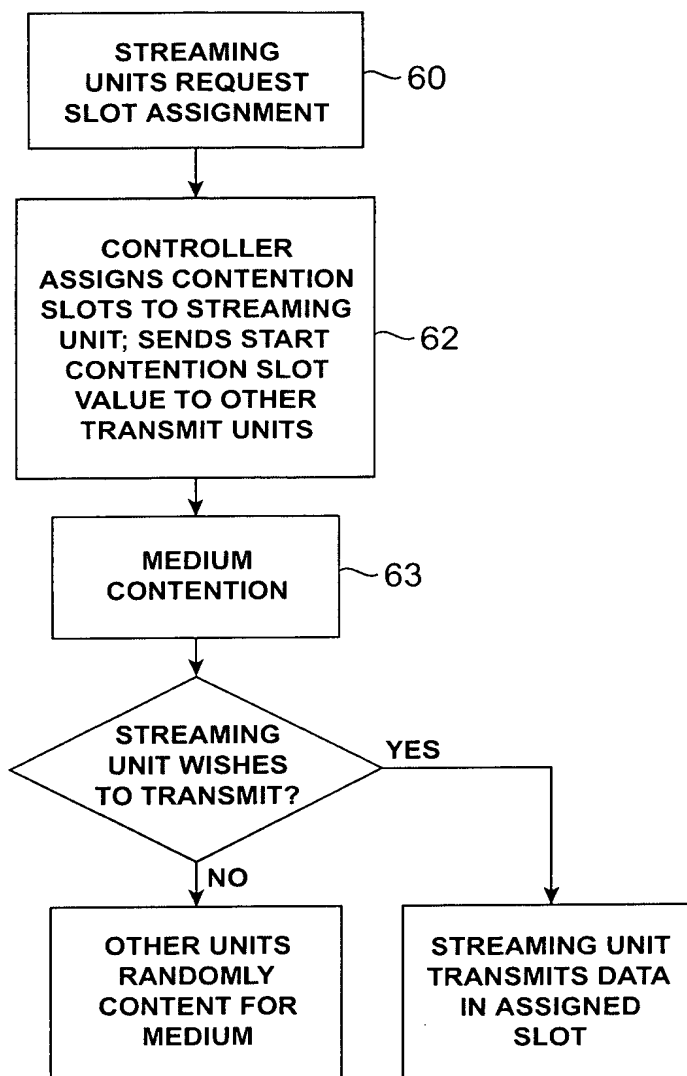 STREAMING
UNITS REQUEST
SLOT ASSIGNMENT
60
CONTROLLER
ASSIGNS CONTENTION
SLOTS TO STREAMING
UNIT; SENDS START
CONTENTION SLOT
VALUE TO OTHER
TRANSMIT UNITS
62
MEDIUM
CONTENTION
63
STREAMING
UNIT WISHES
TO TRANSMIT?
YES
NO
OTHER UNITS
RANDOMLY
CONTENT FOR
MEDIUM
STREAMING UNIT
TRANSMITS DATA
IN ASSIGNED
SLOT